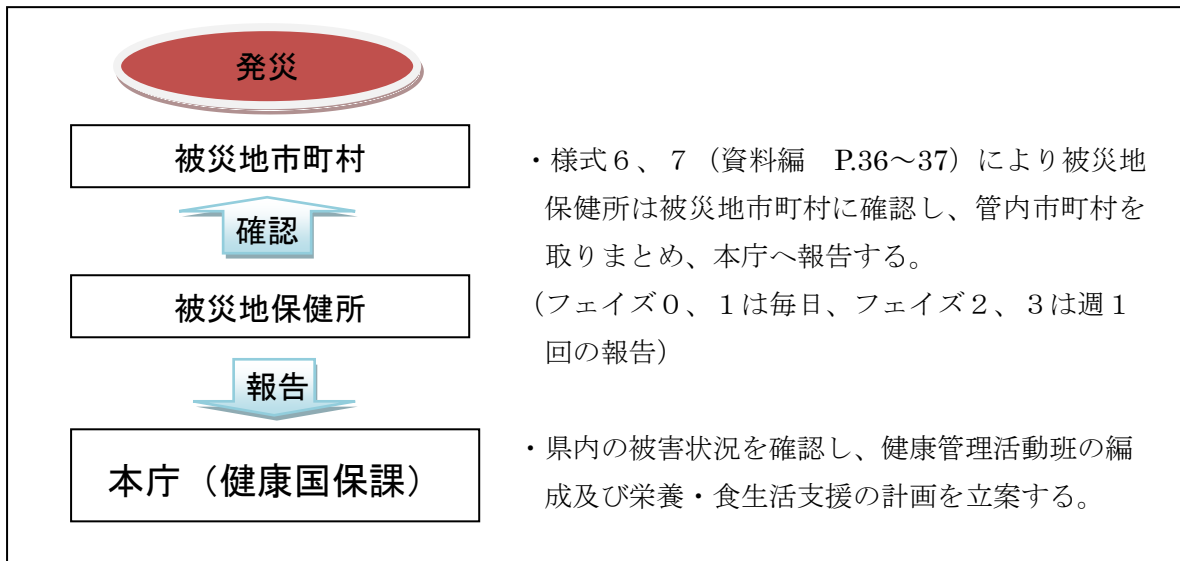 発災
被災地市町村
確認
被災地保健所
報告
本庁（健康国保課）
・様式６、７（資料編　P.36～37）により被災地
保健所は被災地市町村に確認し、管内市町村を
取りまとめ、本庁へ報告する。
（フェイズ０、１は毎日、フェイズ２、３は週１
回の報告）
・県内の被害状況を確認し、健康管理活動班の編
成及び栄養・食生活支援の計画を立案する。